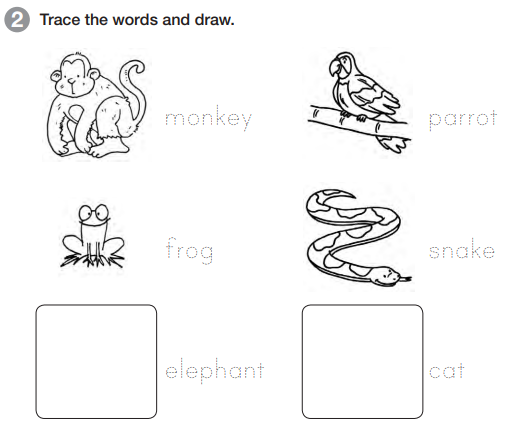 2 Trace the words and draw.
monkey
parrot
frog
snake
elephant
cat